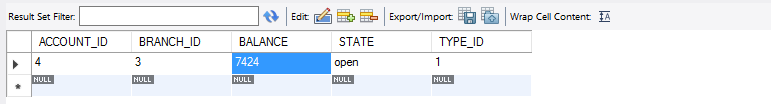 Result Set Filter: Edit: Export/Import: Wrap Cell Content: IA
ACCOUNT_ID BRANCH_ID BALANCE STATE TYPE_ID
4 3 7424 open 1
NULL NULL NULL NULL NULL